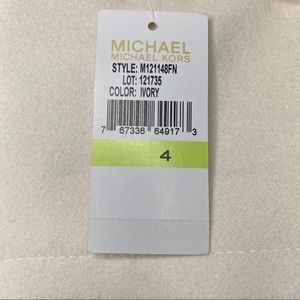 MICHAEL
MICHAEL KORS
STYLE: M121148FN
LOT: 121735
COLOR: IVORY
7 67336 64917 3
4